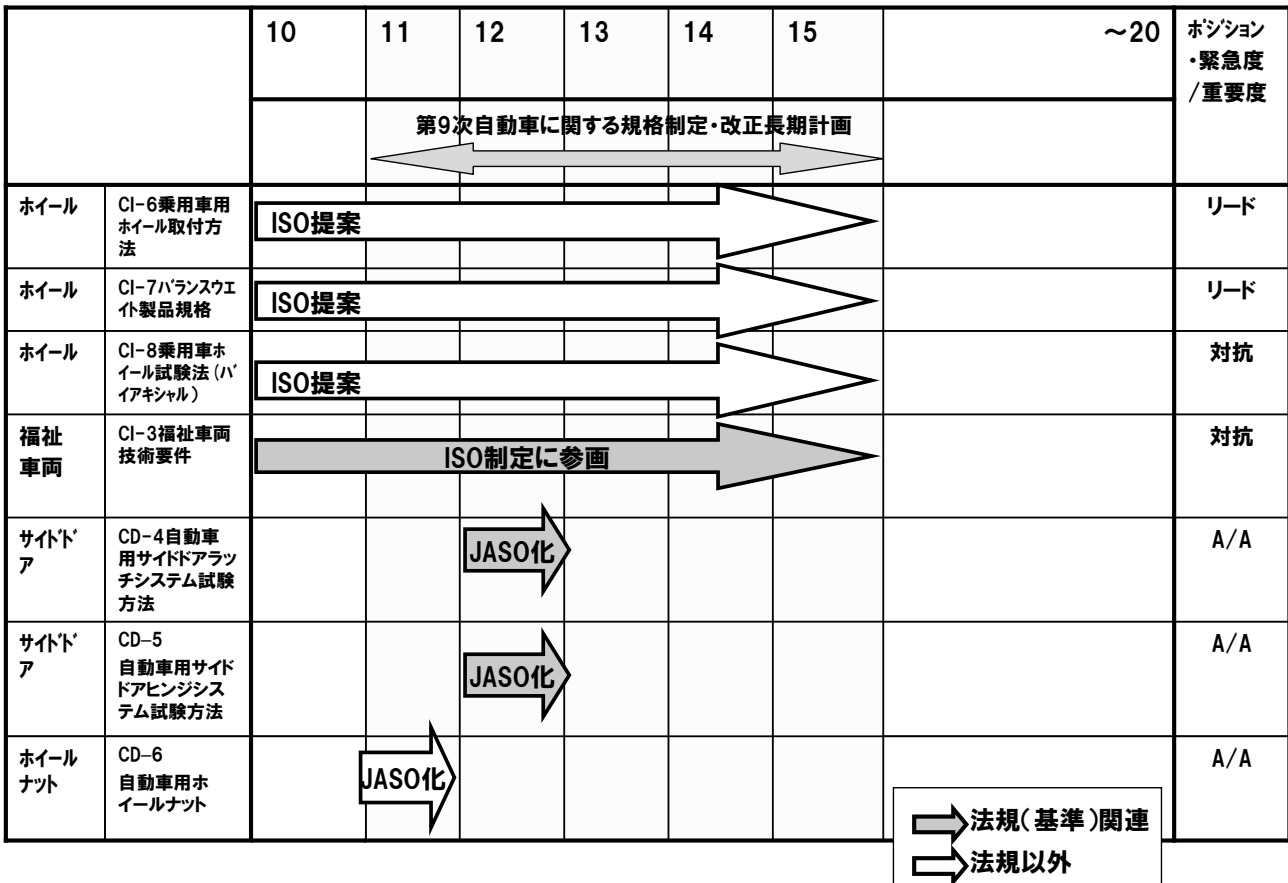 10
11
12
13
14
15
～20
ﾎﾟｼﾞｼｮﾝ
・緊急度
/重要度
第9次自動車に関する規格制定・改正長期計画
ホイール
CI-6乗用車用
ホイール取付方
法
ISO提案
リード
ホイール
CI-7バランスウエ
イト製品規格
ISO提案
リード
ホイール
CI-8乗用車ホ
イール試験法(バ
イアキシャル)
ISO提案
対抗
福祉
車両
CI-3福祉車両
技術要件
ISO制定に参画
対抗
サイドド
ア
CD-4自動車
用サイドドアラッ
チシステム試験
方法
JASO化
A/A
サイドド
ア
CD-5
自動車用サイド
ドアヒンジシス
テム試験方法
JASO化
A/A
ホイール
ナット
CD-6
自動車用ホ
イールナット
JASO化
A/A
法規(基準)関連
法規以外